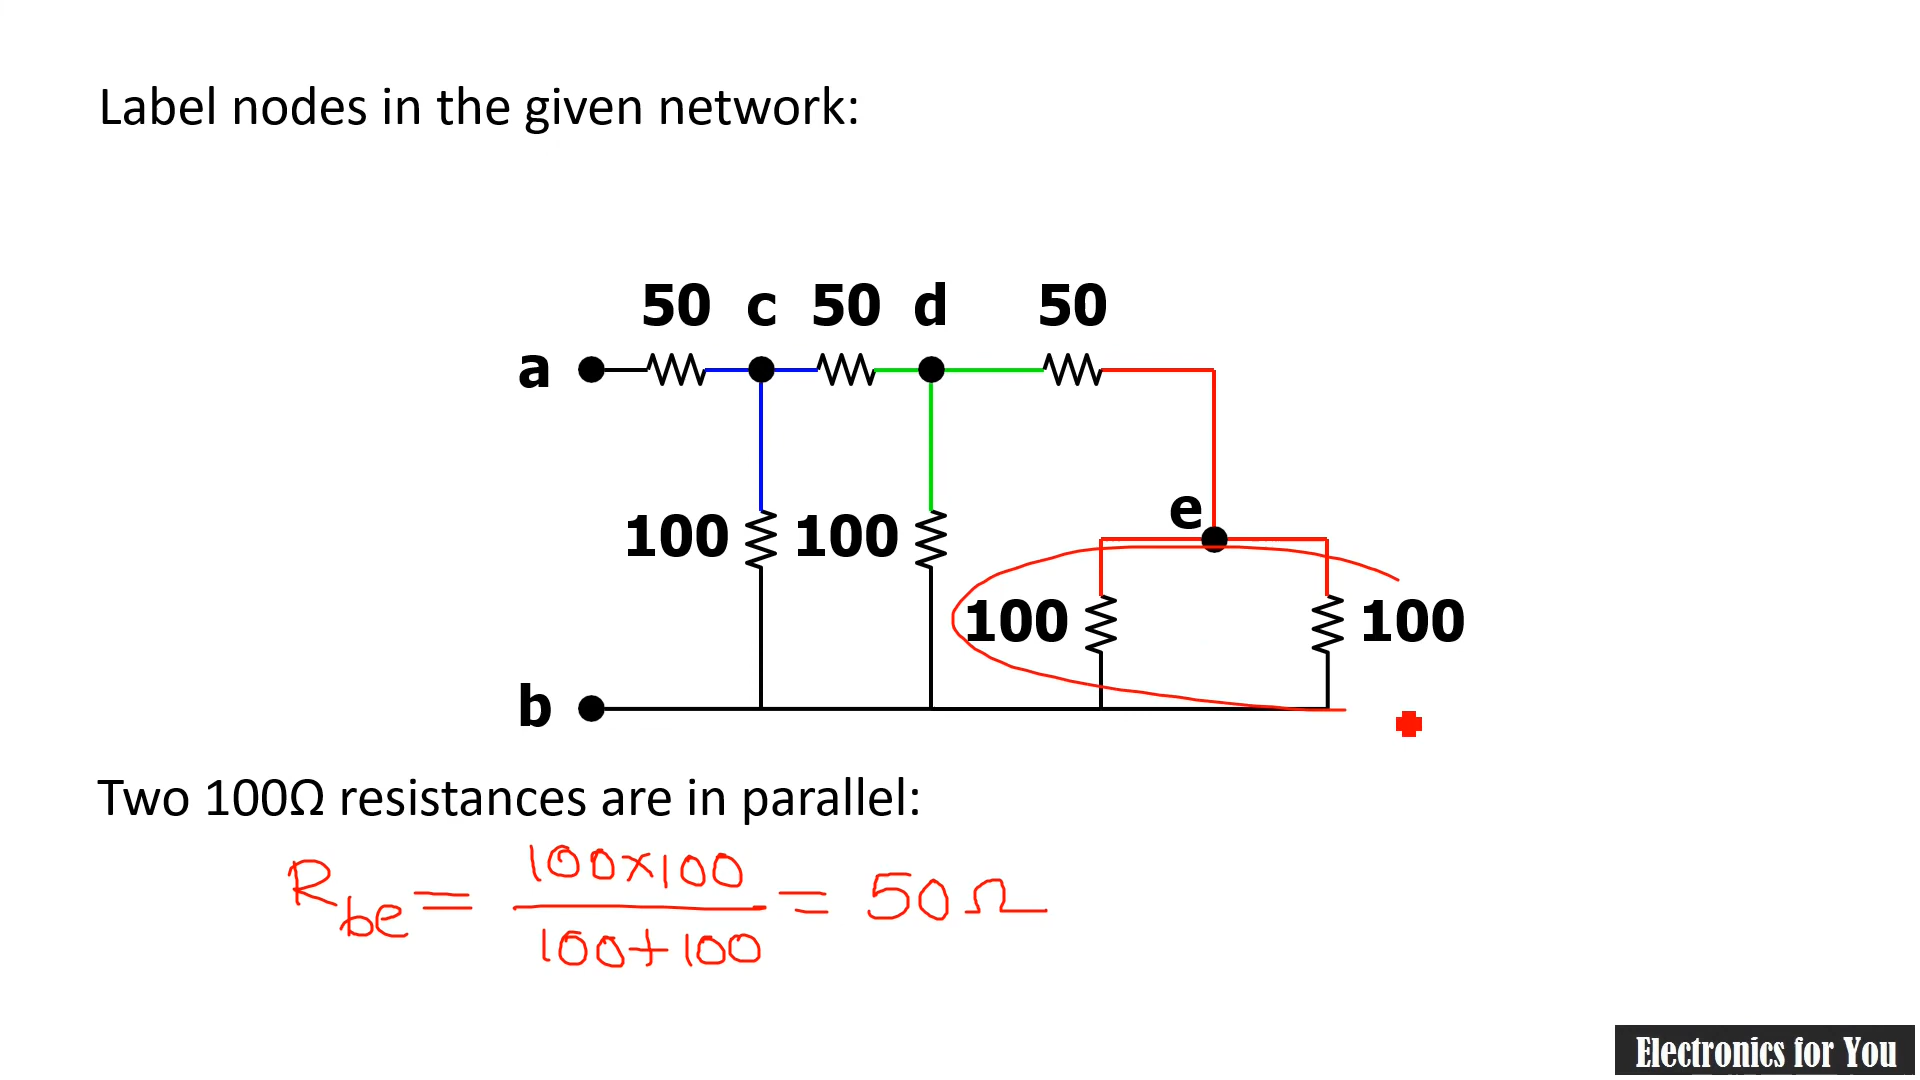 Label nodes in the given network:
50 c 50 d 50
a
e
100 100
100 100
b
Two 100Ω resistances are in parallel:
R_be = (100×100)/(100+100) = 50Ω
Electronics for You